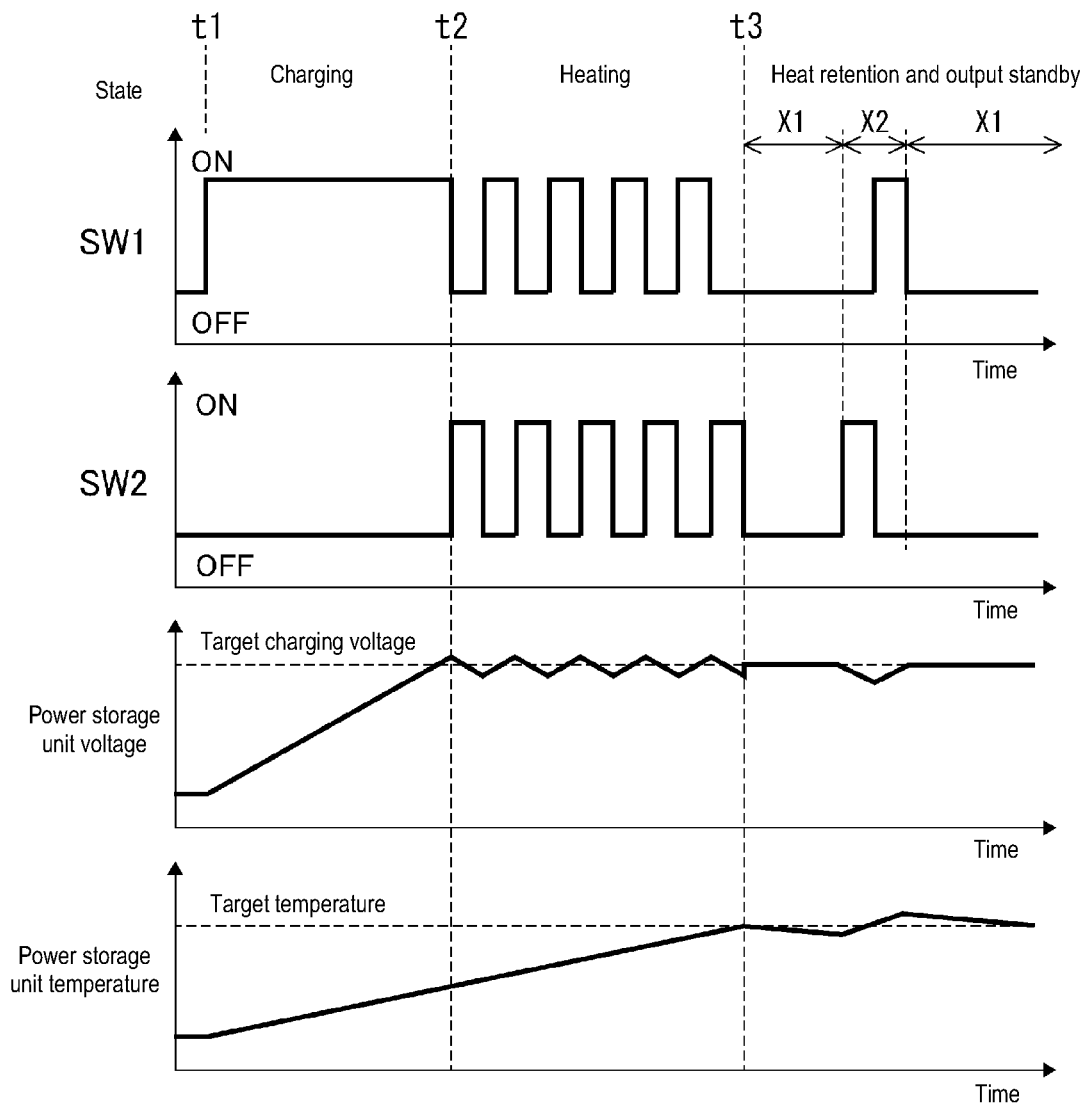 t1
t2
t3
Charging
Heating
Heat retention and output standby
State
X1
X2
X1
ON
SW1
OFF
Time
ON
SW2
OFF
Time
Target charging voltage
Power storage
unit voltage
Time
Target temperature
Power storage
unit temperature
Time